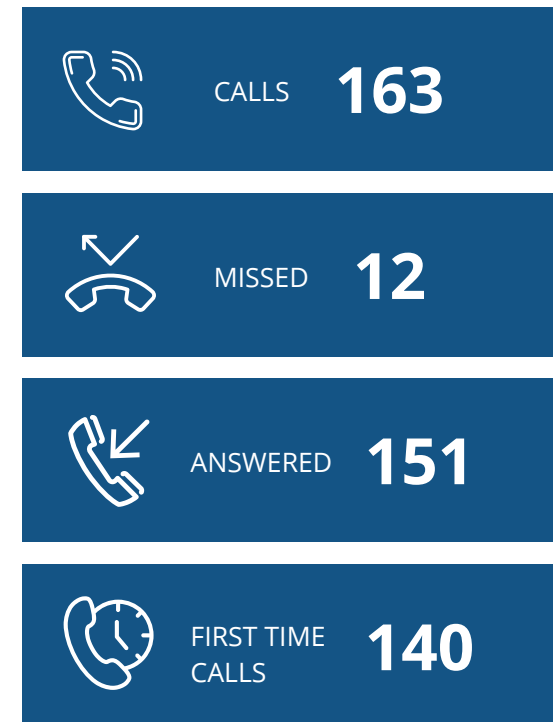 CALLS 163
MISSED 12
ANSWERED 151
FIRST TIME
CALLS 140